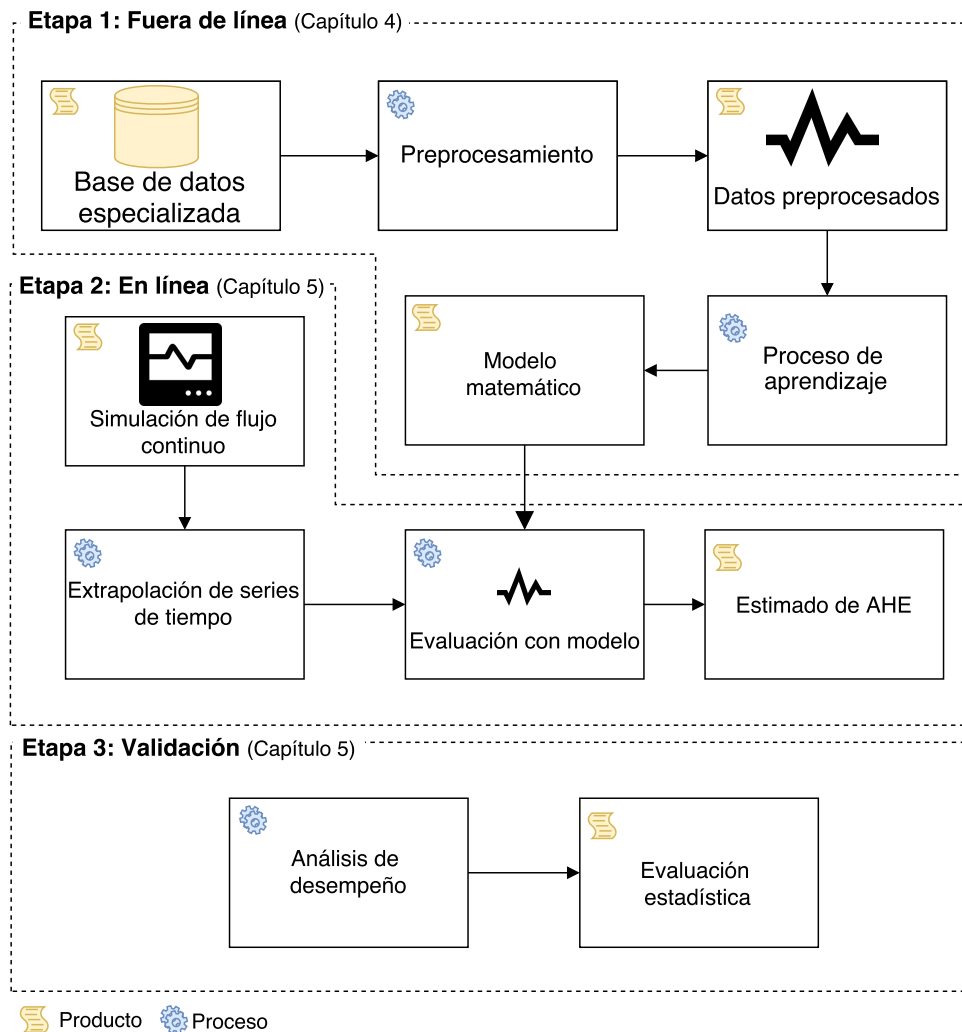 Etapa 1: Fuera de línea (Capítulo 4)
Base de datos
especializada
Preprocesamiento
Datos preprocesados
Proceso de
aprendizaje
Modelo
matemático
Etapa 2: En línea (Capítulo 5)
Simulación de flujo
continuo
Extrapolación de series
de tiempo
Evaluación con modelo
Estimado de AHE
Etapa 3: Validación (Capítulo 5)
Análisis de
desempeño
Evaluación
estadística
Producto
Proceso